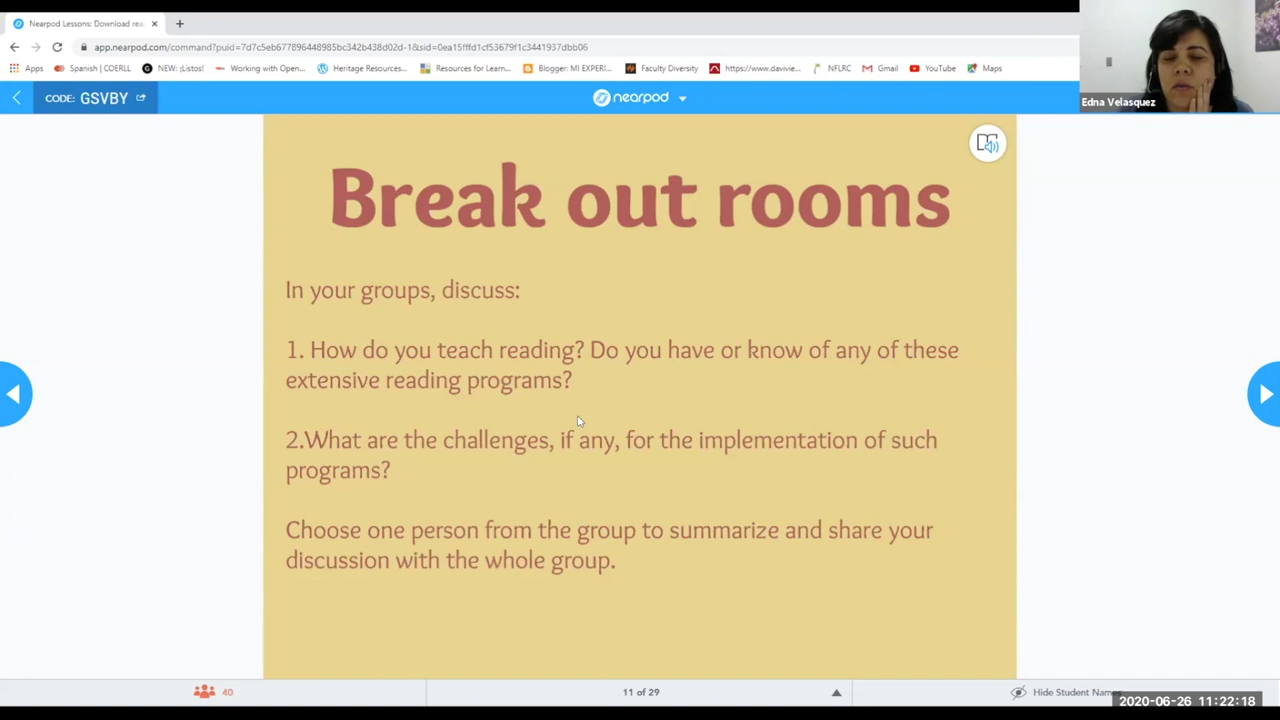 Nearpod Lessons: Download rea
app.nearpod.com/command?puid=7d7c5eb677896448985bc342b438d02d-1&sid=0ea15fffd1cf53679f1c3441937dbb06
Apps Spanish | COERLL NEW: ¡Listos! Working with Open... Heritage Resources... Resources for Learn... Blogger: MI EXPERI... Faculty Diversity https://www.davivie... NFLRC Gmail YouTube Maps
Edna Velasquez
CODE: GSVBY nearpod
Break out rooms
In your groups, discuss:
1. How do you teach reading? Do you have or know of any of these
extensive reading programs?
2.What are the challenges, if any, for the implementation of such
programs?
Choose one person from the group to summarize and share your
discussion with the whole group.
40 11 of 29 Hide Student Names
2020-06-26 11:22:18